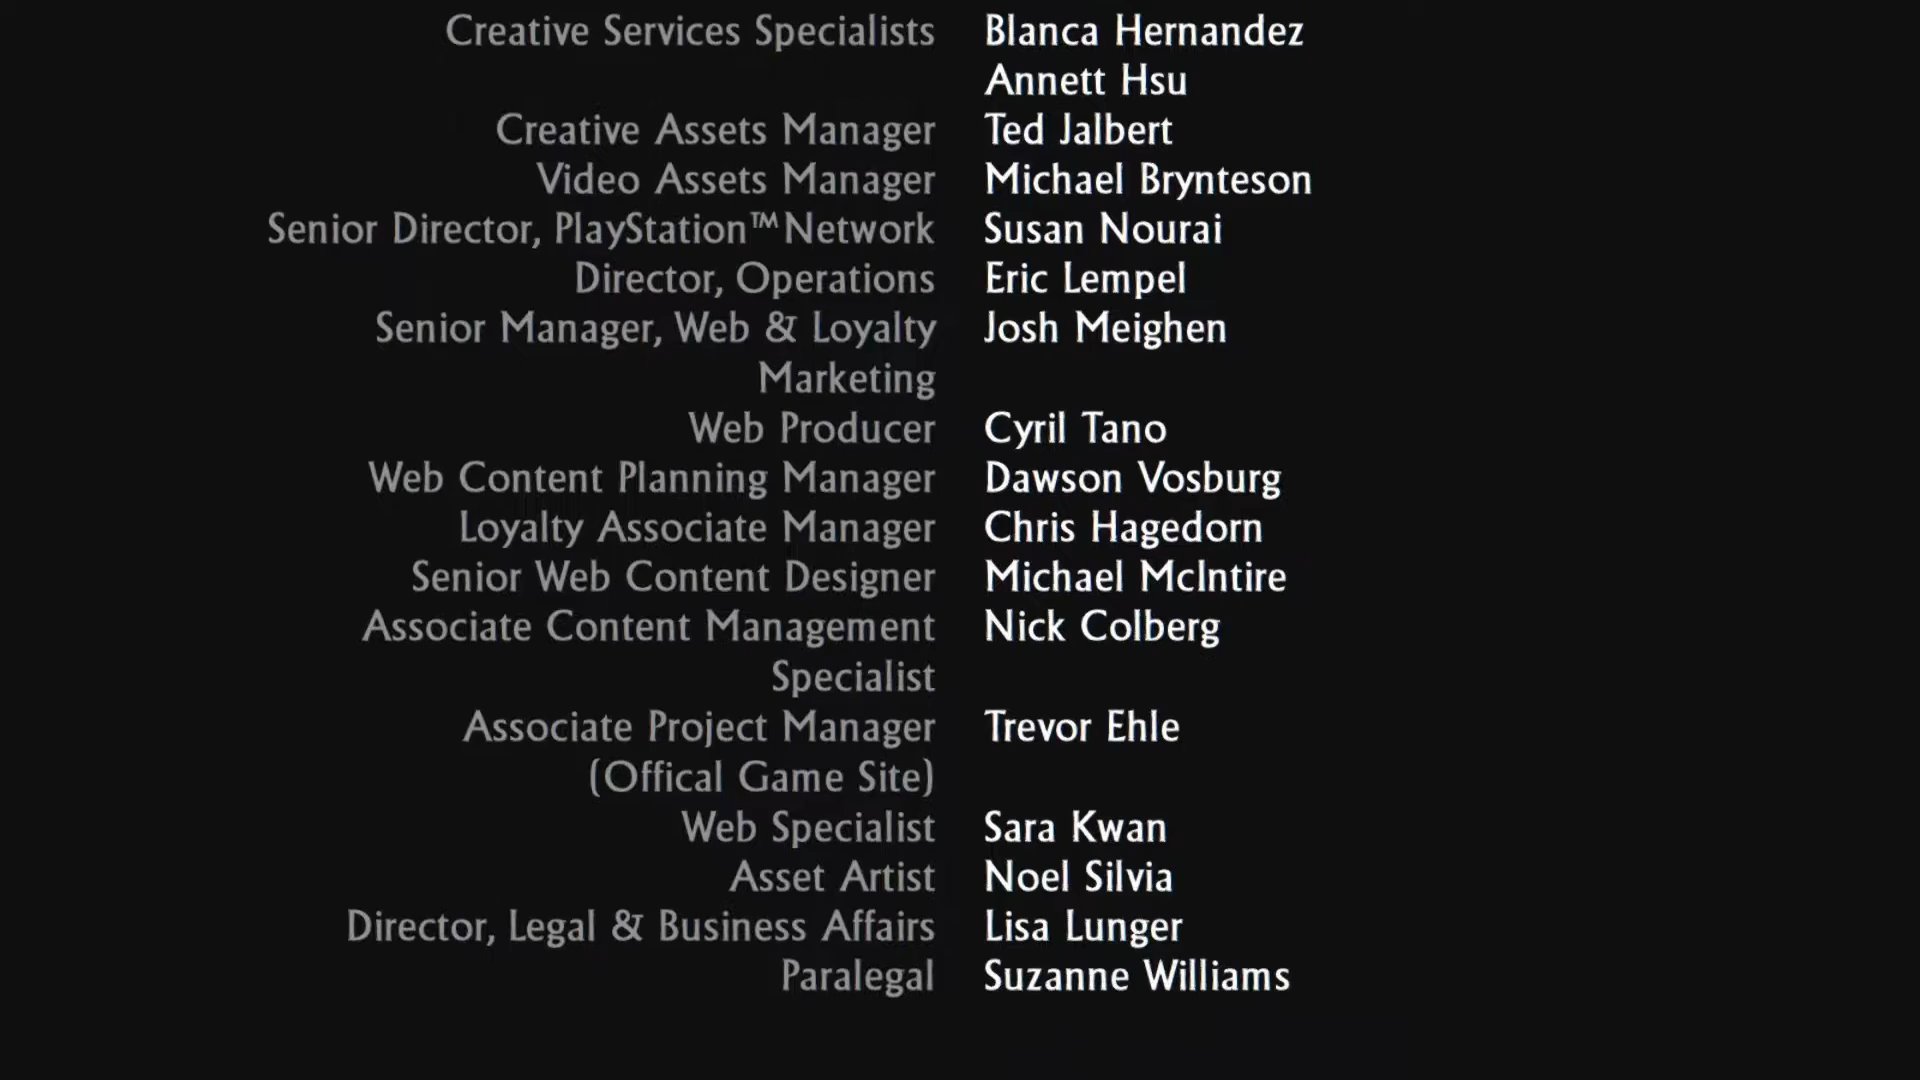 Creative Services Specialists Blanca Hernandez
Annett Hsu
Creative Assets Manager Ted Jalbert
Video Assets Manager Michael Brynteson
Senior Director, PlayStation™Network Susan Nourai
Director, Operations Eric Lempel
Senior Manager, Web & Loyalty Josh Meighen
Marketing
Web Producer Cyril Tano
Web Content Planning Manager Dawson Vosburg
Loyalty Associate Manager Chris Hagedorn
Senior Web Content Designer Michael McIntire
Associate Content Management Nick Colberg
Specialist
Associate Project Manager Trevor Ehle
(Offical Game Site)
Web Specialist Sara Kwan
Asset Artist Noel Silvia
Director, Legal & Business Affairs Lisa Lunger
Paralegal Suzanne Williams